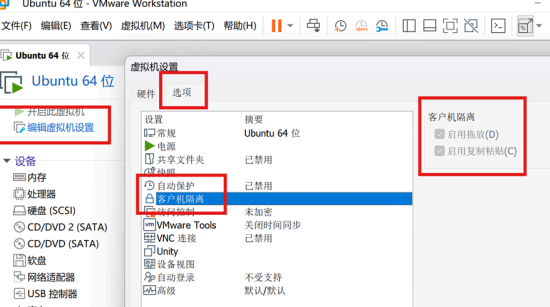 Ubuntu 64 位 - VMware Workstation
文件(F) 编辑(E) 查看(V) 虚拟机(M) 选项卡(T) 帮助(H)
Ubuntu 64 位
Ubuntu 64 位
开启此虚拟机
编辑虚拟机设置
设备
内存
处理器
硬盘 (SCSI)
CD/DVD 2 (SATA)
CD/DVD (SATA)
软盘
网络适配器
USB 控制器
虚拟机设置
硬件 选项
设置 摘要
常规 Ubuntu 64 位
电源
共享文件夹 已禁用
快照
自动保护 已禁用
客户机隔离
访问控制 未加密
VMware Tools 关闭时间同步
VNC 连接 已禁用
Unity
设备视图
自动登录 不受支持
高级 默认/默认
客户机隔离
启用拖放(D)
启用复制粘贴(C)